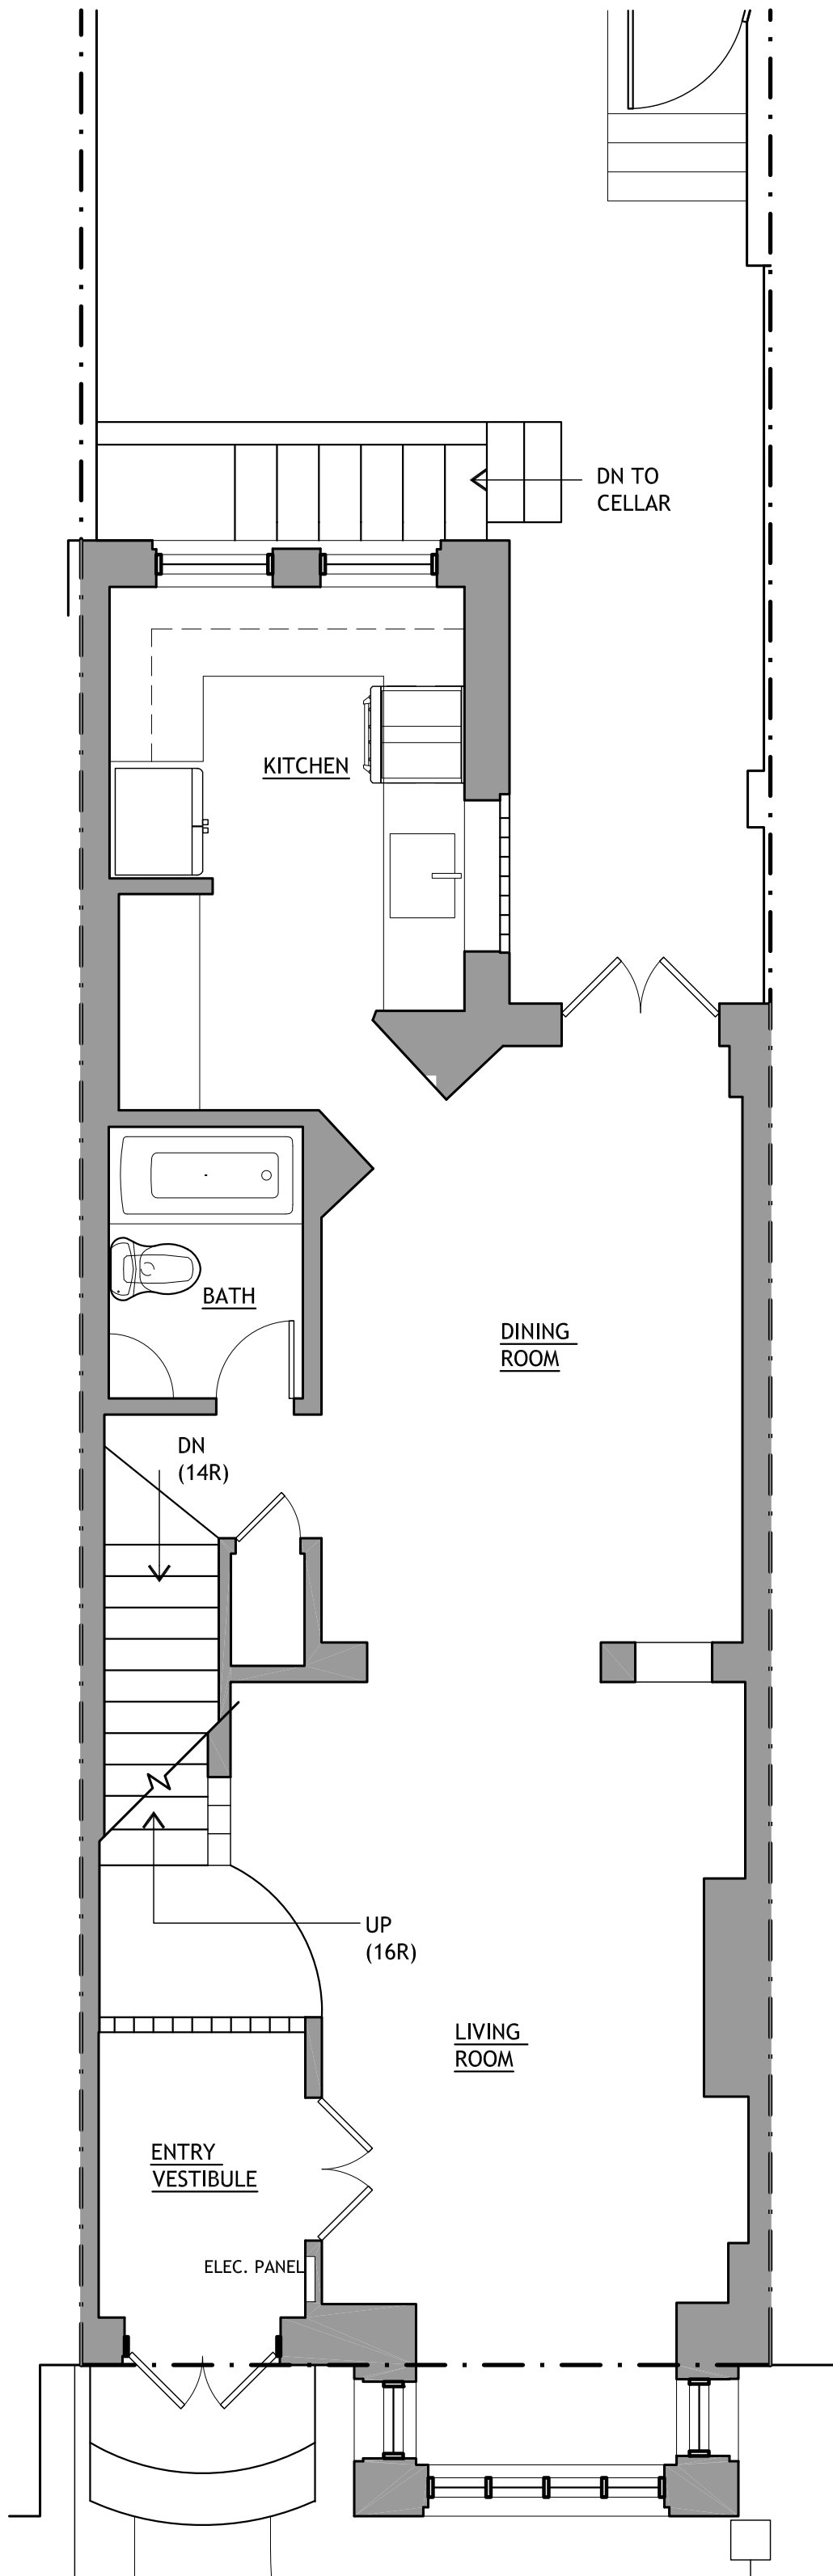 DN TO
CELLAR
KITCHEN
BATH
DINING
ROOM
DN
(14R)
UP
(16R)
LIVING
ROOM
ENTRY
VESTIBULE
ELEC. PANEL